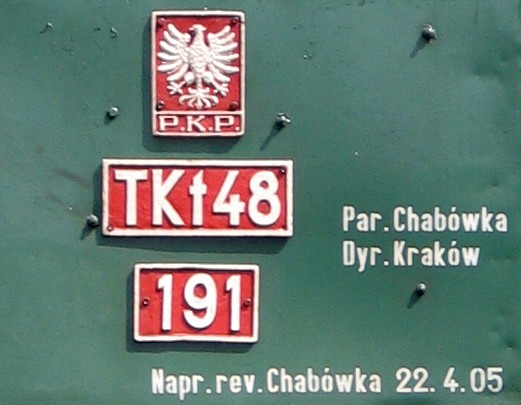 P.K.P.
TKt48
191
Par.Chabówka
Dyr.Kraków
Napr.rev.Chabówka 22.4.05